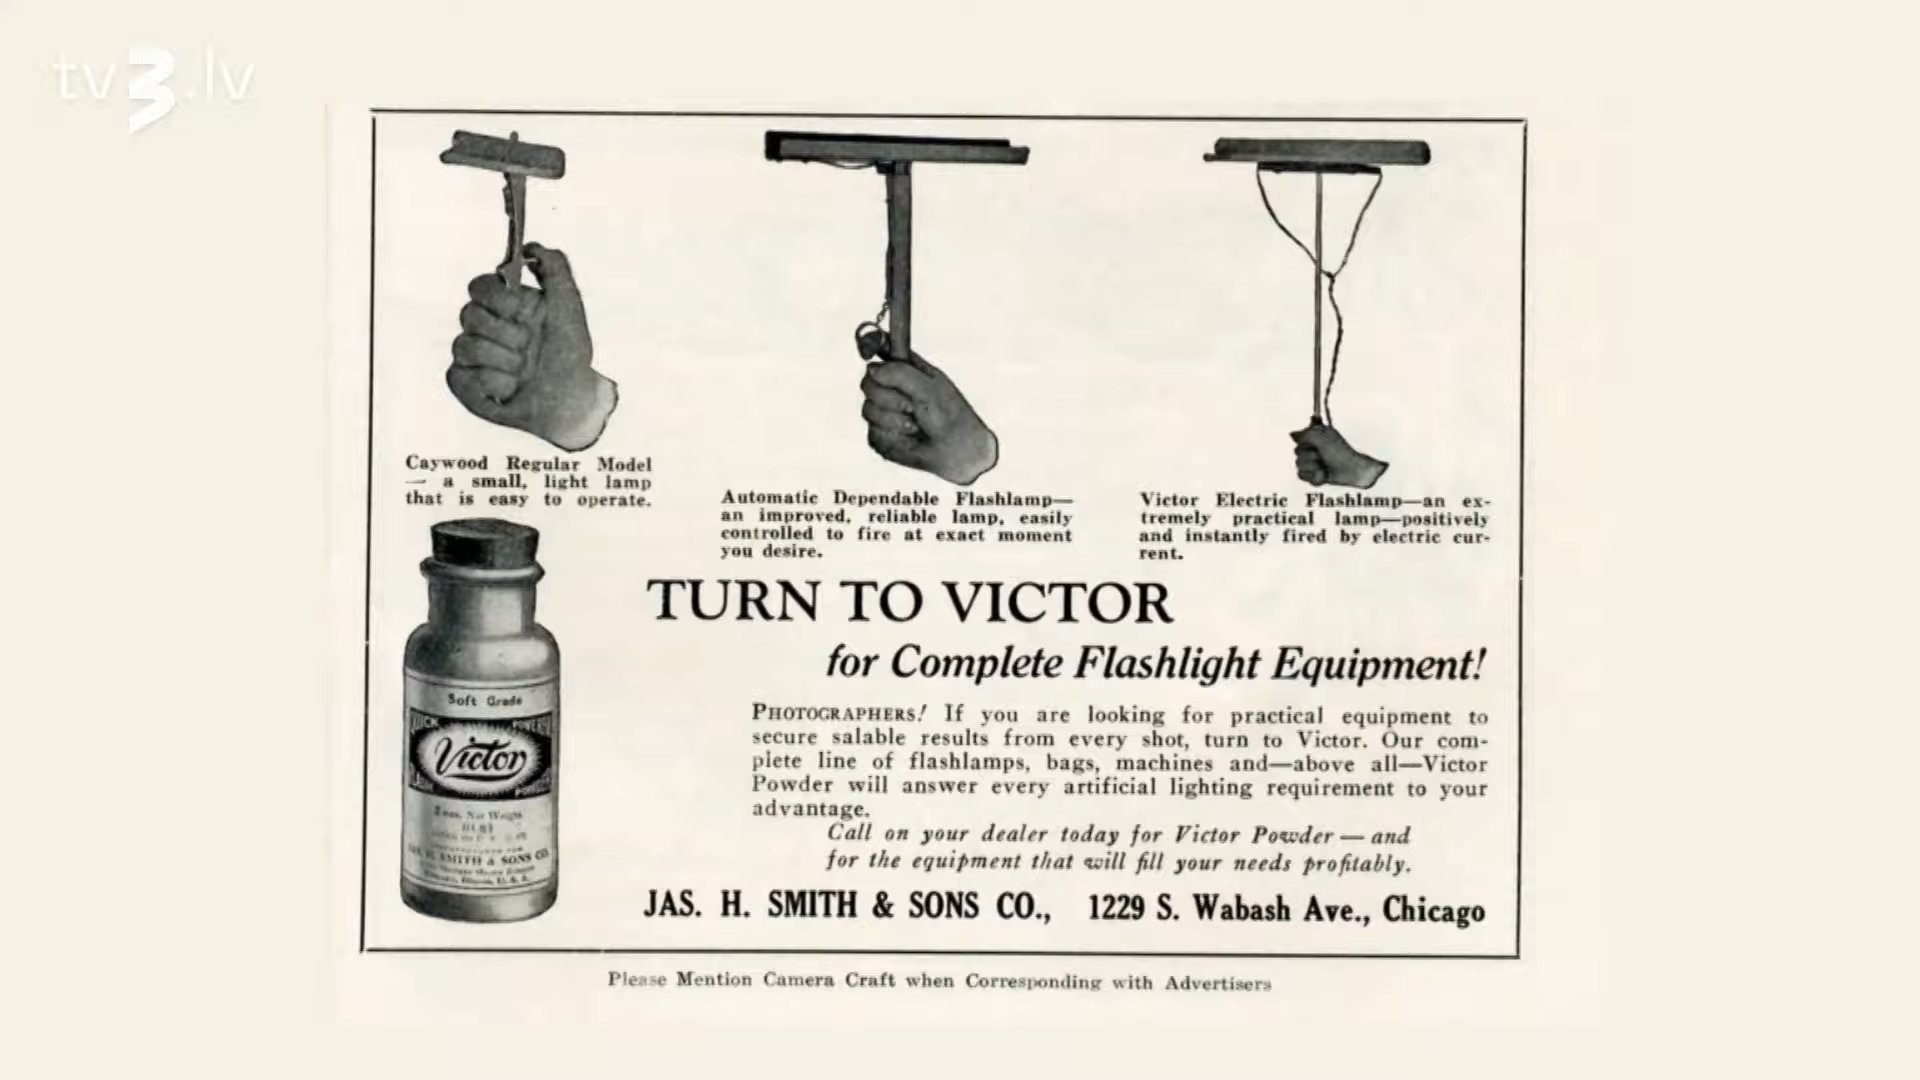 tv3.lv
Caywood Regular Model
— a small, light lamp
that is easy to operate.
Automatic Dependable Flashlamp—
an improved, reliable lamp, easily
controlled to fire at exact moment
you desire.
Victor Electric Flashlamp—an ex-
tremely practical lamp—positively
and instantly fired by electric cur-
rent.
TURN TO VICTOR
for Complete Flashlight Equipment!
PHOTOGRAPHERS! If you are looking for practical equipment to
secure salable results from every shot, turn to Victor. Our com-
plete line of flashlamps, bags, machines and—above all—Victor
Powder will answer every artificial lighting requirement to your
advantage.
Call on your dealer today for Victor Powder — and
for the equipment that will fill your needs profitably.
JAS. H. SMITH & SONS CO., 1229 S. Wabash Ave., Chicago
Soft Grade
Victor
H. SMITH & SONS CO.
Please Mention Camera Craft when Corresponding with Advertisers